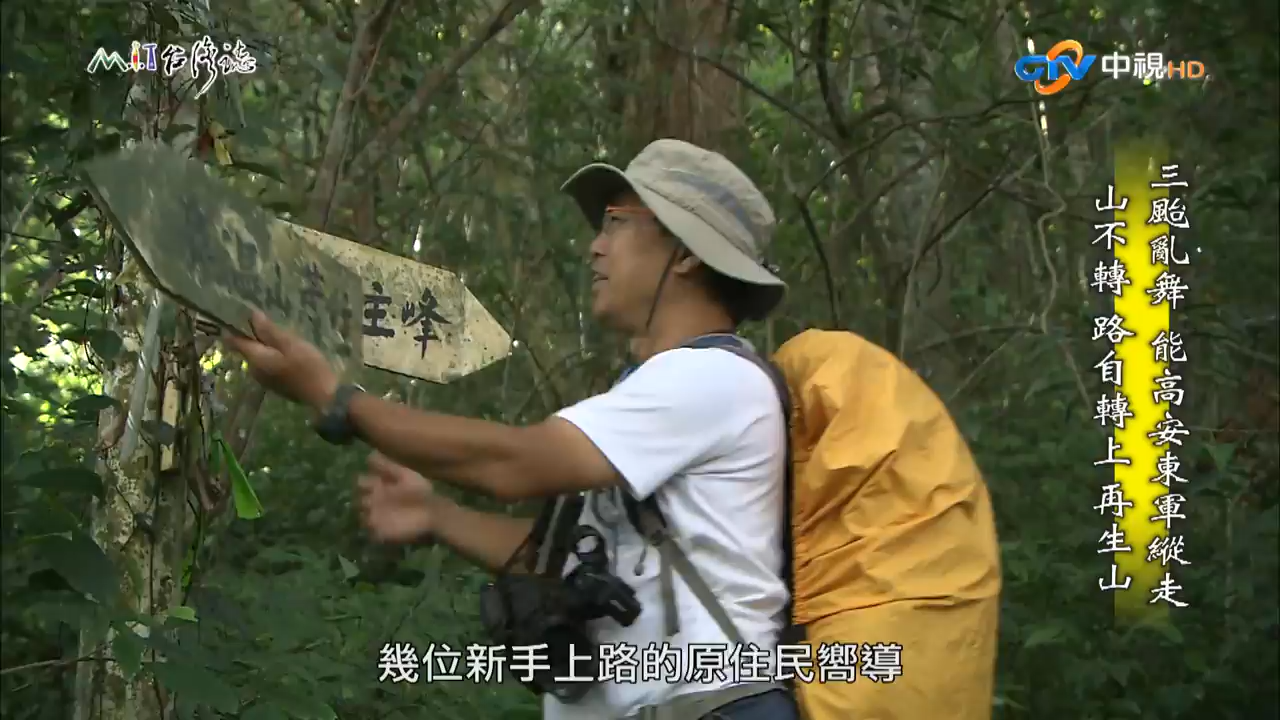 M.I.T台灣誌
CTV 中視HD
三颱亂舞 能高安東軍縱走
山不轉 路自轉上再生山
主峰
幾位新手上路的原住民嚮導